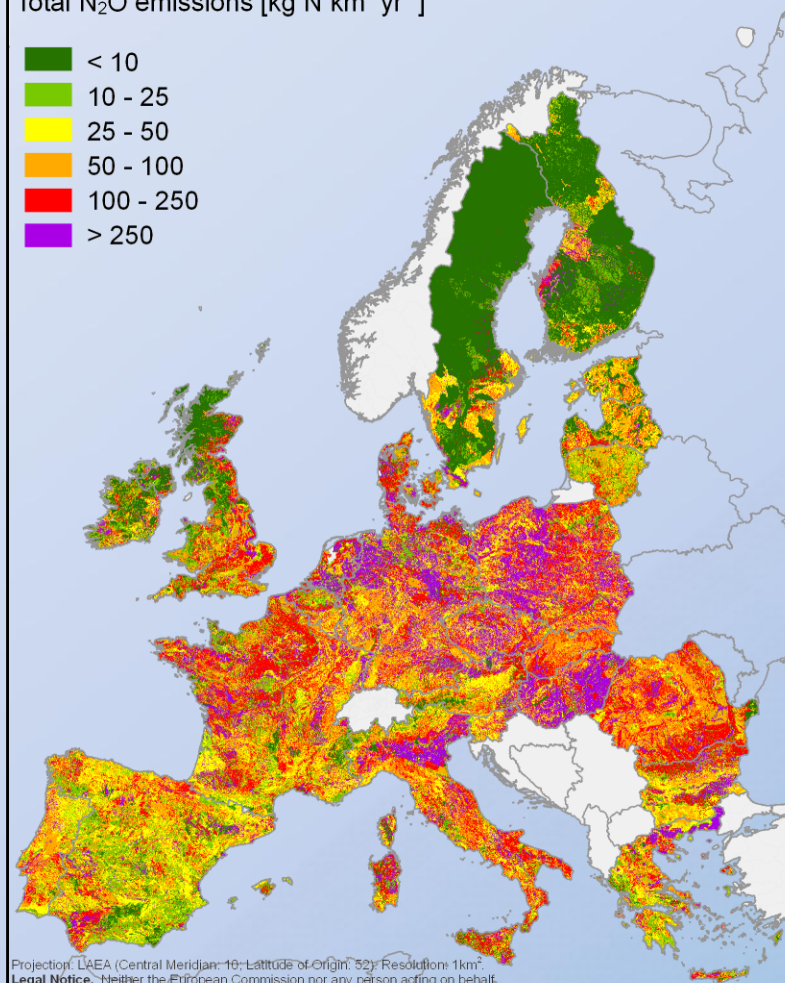 Total N₂O emissions [kg N km⁻ yr⁻ ]
< 10
10 - 25
25 - 50
50 - 100
100 - 250
> 250
Projection: LAEA (Central Meridian: 10; Latitude of Origin: 52); Resolution: 1km².
Legal Notice. Neither the European Commission nor any person acting on behalf